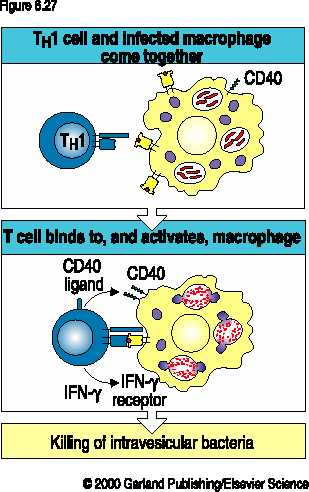 Figure 6.27
TH1 cell and infected macrophage
come together
CD40
TH1
T cell binds to, and activates, macrophage
CD40
ligand
CD40
IFN-γ
IFN-γ
receptor
Killing of intravesicular bacteria
© 2000 Garland Publishing/Elsevier Science